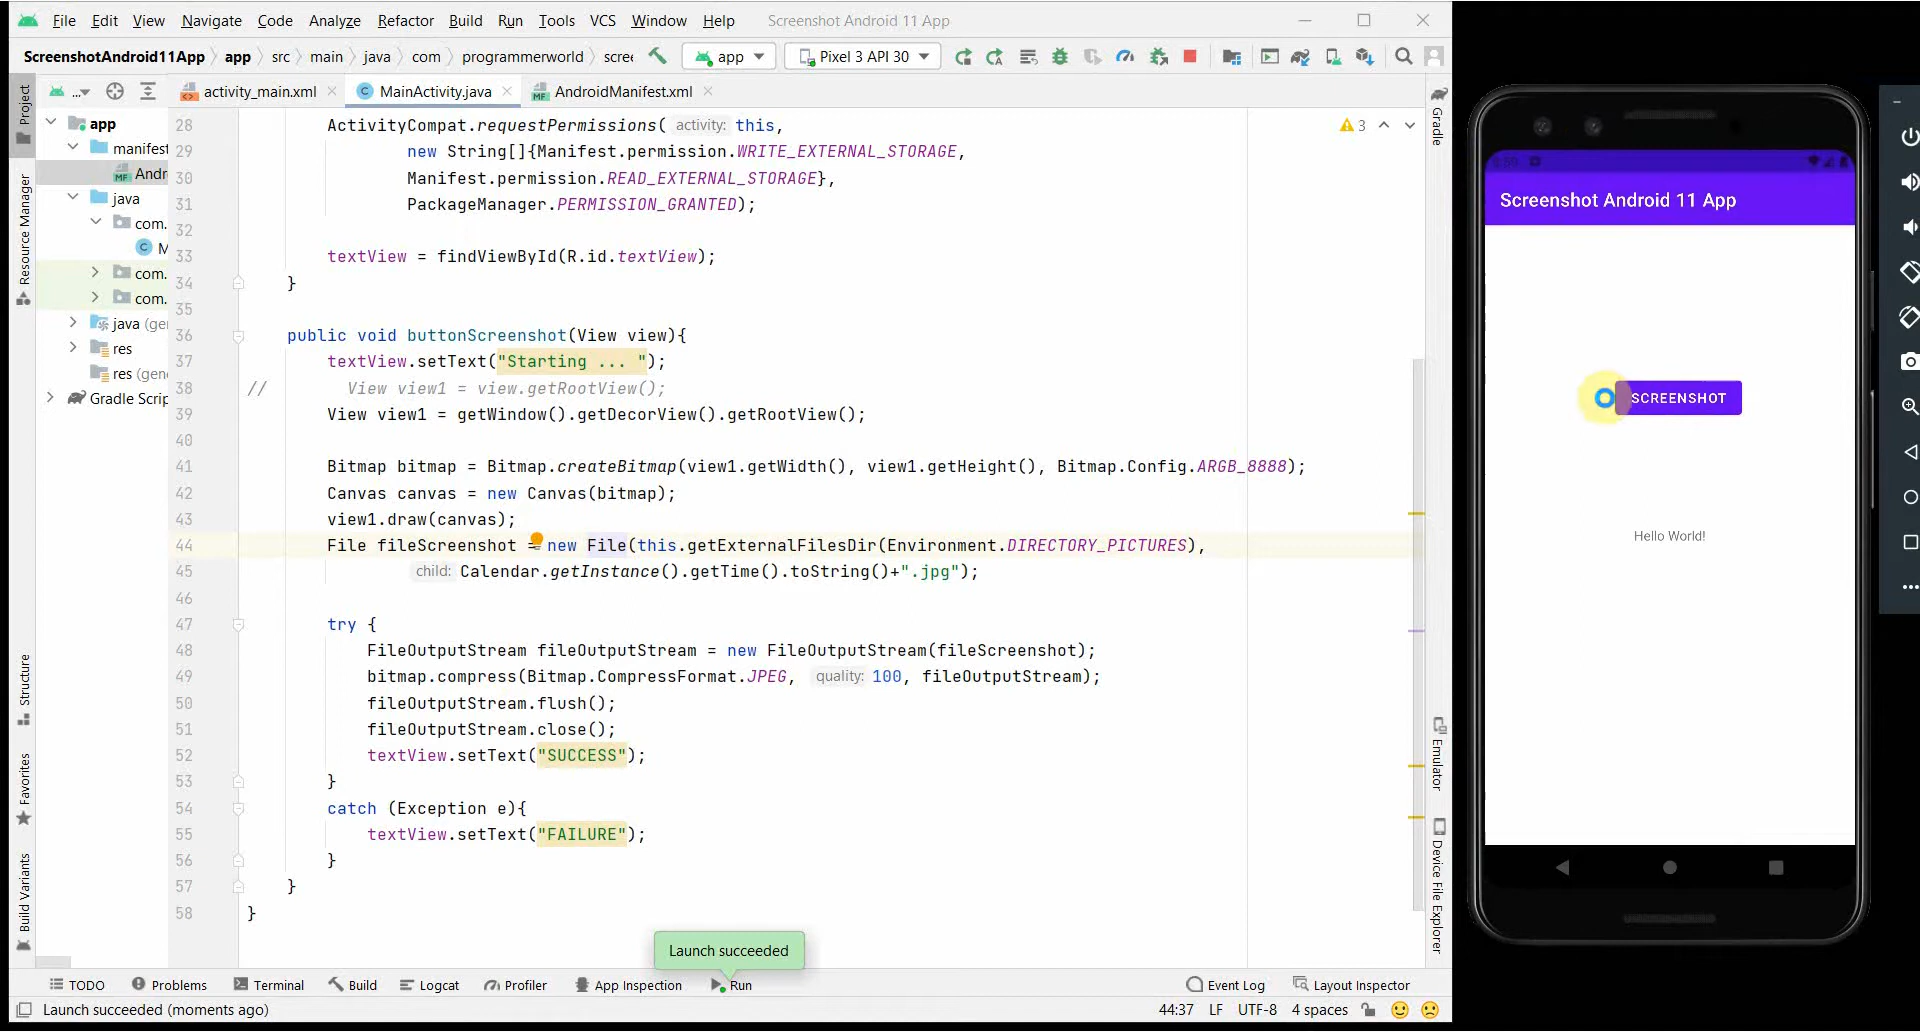 File Edit View Navigate Code Analyze Refactor Build Run Tools VCS Window Help Screenshot Android 11 App
ScreenshotAndroid11App app src main java com programmerworld scree app Pixel 3 API 30
Project
...
activity_main.xml MainActivity.java AndroidManifest.xml
app
manifest
Andr
java
com.
M
com.
com.
java (ge
res
res (gen
Gradle Scrip
Resource Manager
Structure
Favorites
Build Variants
3
28 ActivityCompat.requestPermissions( activity: this,
29 new String[]{Manifest.permission.WRITE_EXTERNAL_STORAGE,
30 Manifest.permission.READ_EXTERNAL_STORAGE},
31 PackageManager.PERMISSION_GRANTED);
32
33 textView = findViewById(R.id.textView);
34 }
35
36 public void buttonScreenshot(View view){
37 textView.setText("Starting ... ");
38 // View view1 = view.getRootView();
39 View view1 = getWindow().getDecorView().getRootView();
40
41 Bitmap bitmap = Bitmap.createBitmap(view1.getWidth(), view1.getHeight(), Bitmap.Config.ARGB_8888);
42 Canvas canvas = new Canvas(bitmap);
43 view1.draw(canvas);
44 File fileScreenshot = new File(this.getExternalFilesDir(Environment.DIRECTORY_PICTURES),
45 child: Calendar.getInstance().getTime().toString()+".jpg");
46
47 try {
48 FileOutputStream fileOutputStream = new FileOutputStream(fileScreenshot);
49 bitmap.compress(Bitmap.CompressFormat.JPEG, quality: 100, fileOutputStream);
50 fileOutputStream.flush();
51 fileOutputStream.close();
52 textView.setText("SUCCESS");
53 }
54 catch (Exception e){
55 textView.setText("FAILURE");
56 }
57 }
58 }
Launch succeeded
Gradle
Emulator
Device File Explorer
TODO Problems Terminal Build Logcat Profiler App Inspection Run Event Log Layout Inspector
Launch succeeded (moments ago) 44:37 LF UTF-8 4 spaces
Screenshot Android 11 App
SCREENSHOT
Hello World!